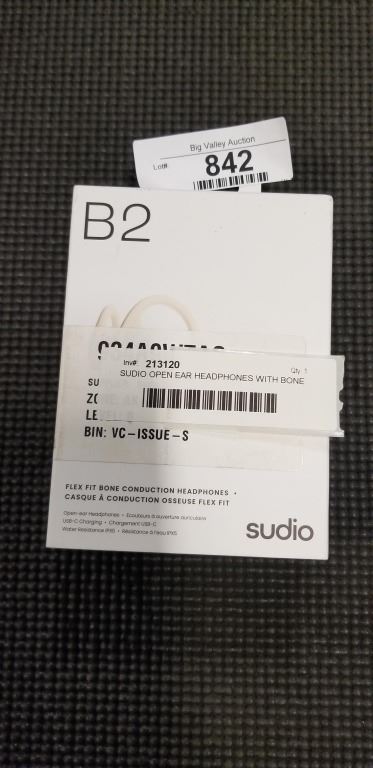 Big Valley Auction
Lot#: 842
B2
Inv# 213120
Qty 1
SUDIO OPEN EAR HEADPHONES WITH BONE
SU
BIN: VC-ISSUE-S
FLEX FIT BONE CONDUCTION HEADPHONES •
CASQUE À CONDUCTION OSSEUSE FLEX FIT
Open-ear Headphones • Écouteurs à ouverture auriculaire
USB-C Charging • Chargement USB-C
Water Resistance IPX5 • Résistance à l'eau IPX5
sudio